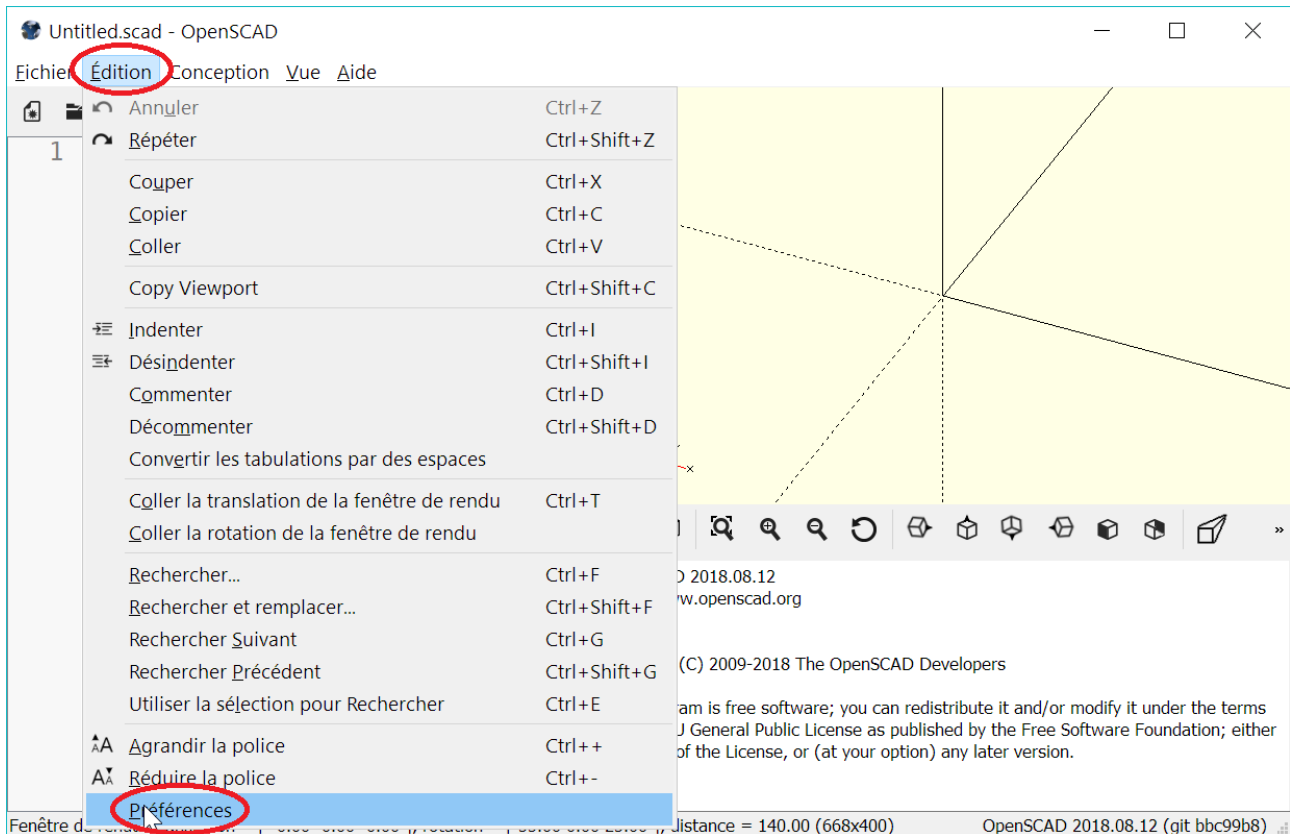 Untitled.scad - OpenSCAD
Fichier Édition Conception Vue Aide
1
Annuler Ctrl+Z
Répéter Ctrl+Shift+Z
Couper Ctrl+X
Copier Ctrl+C
Coller Ctrl+V
Copy Viewport Ctrl+Shift+C
Indenter Ctrl+I
Désindenter Ctrl+Shift+I
Commenter Ctrl+D
Décommenter Ctrl+Shift+D
Convertir les tabulations par des espaces
Coller la translation de la fenêtre de rendu Ctrl+T
Coller la rotation de la fenêtre de rendu
Rechercher... Ctrl+F
Rechercher et remplacer... Ctrl+Shift+F
Rechercher Suivant Ctrl+G
Rechercher Précédent Ctrl+Shift+G
Utiliser la sélection pour Rechercher Ctrl+E
Agrandir la police Ctrl++
Réduire la police Ctrl+-
Préférences
x
2018.08.12
w.openscad.org
(C) 2009-2018 The OpenSCAD Developers
am is free software; you can redistribute it and/or modify it under the terms
General Public License as published by the Free Software Foundation; either
of the License, or (at your option) any later version.
Fenêtre distance = 140.00 (668x400) OpenSCAD 2018.08.12 (git bbc99b8)